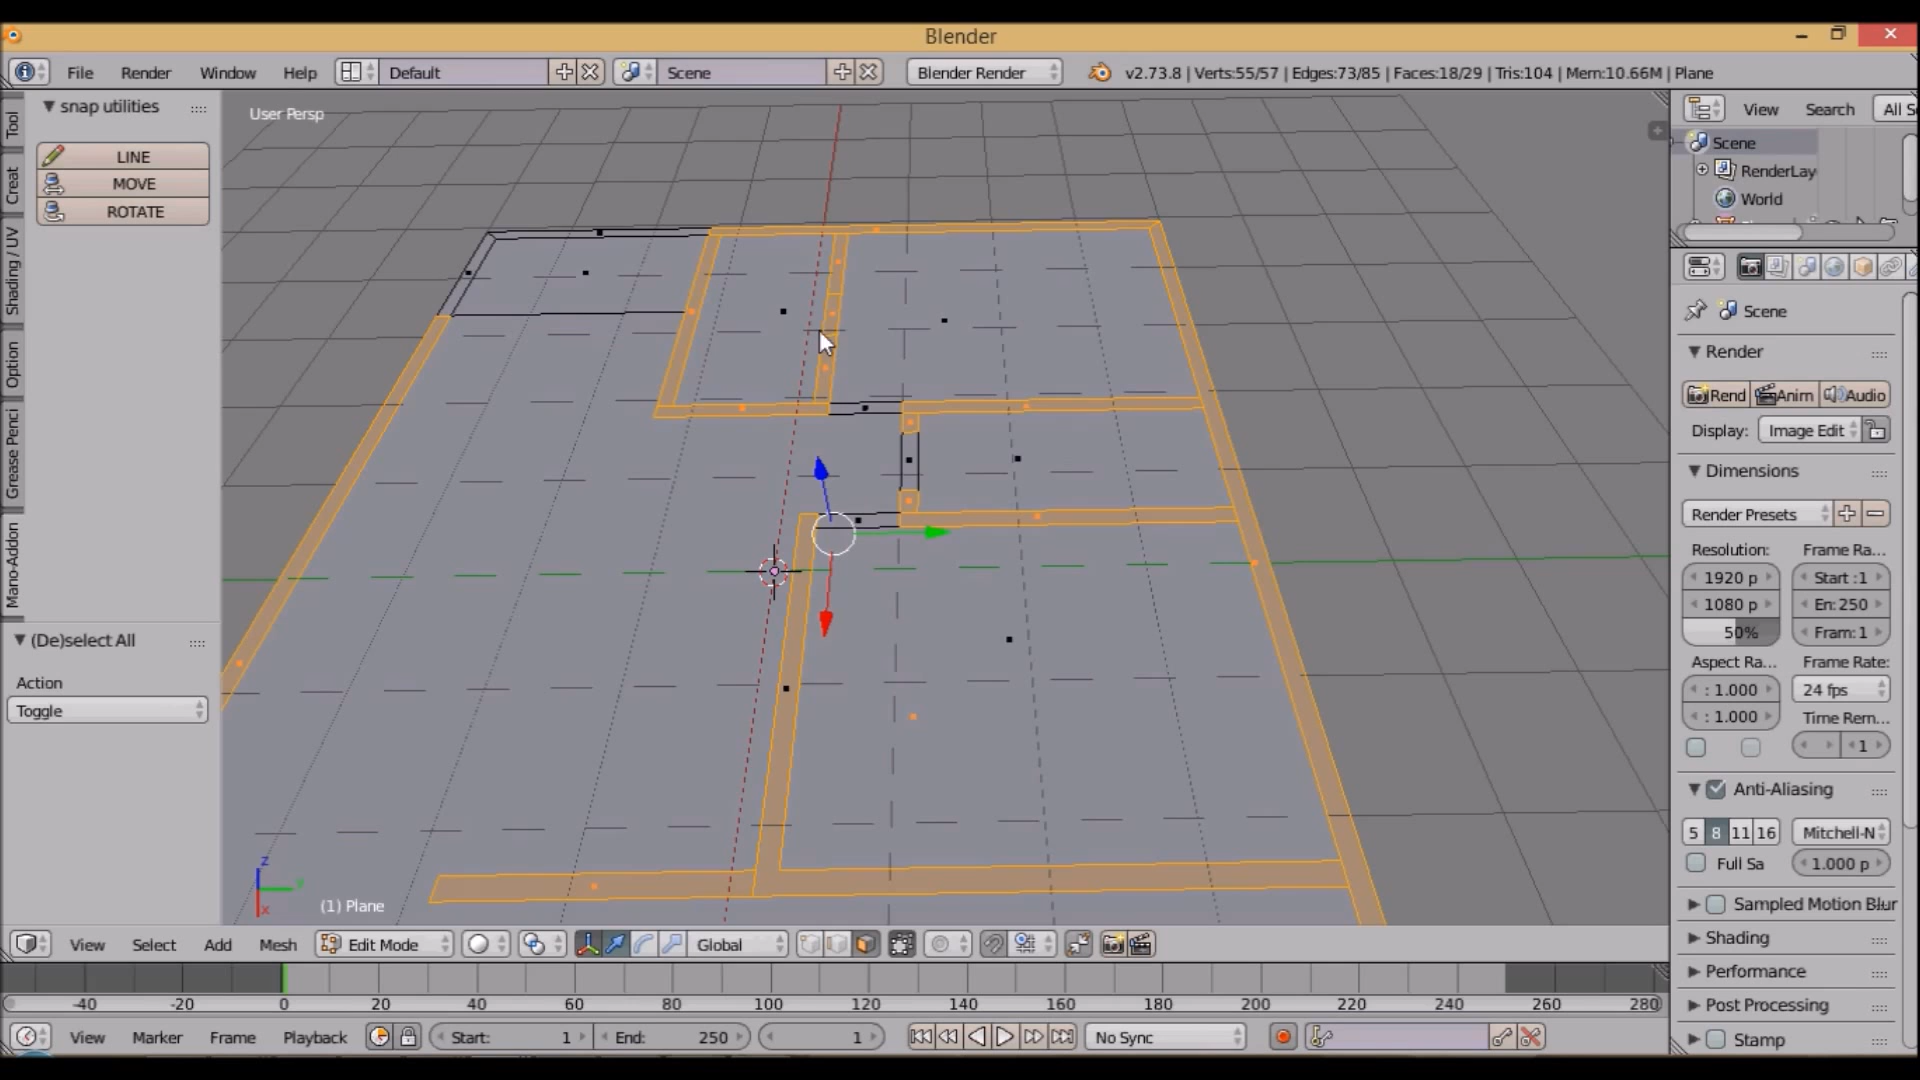 Blender
File Render Window Help Default Scene Blender Render v2.73.8 | Verts:55/57 | Edges:73/85 | Faces:18/29 | Tris:104 | Mem:10.66M | Plane
Tool
Creat
Shading / UV
Option
Grease Penci
Mano-Addon
snap utilities
LINE
MOVE
ROTATE
(De)select All
Action
Toggle
User Persp
z
x
(1) Plane
View Search All S
Scene
RenderLay
World
Scene
Render
Rend Anim Audio
Display: Image Edit
Dimensions
Render Presets
Resolution: Frame Ra...
1920 p Start :1
1080 p En: 250
50% Fram: 1
Aspect Ra... Frame Rate:
: 1.000 24 fps
: 1.000 Time Rem...
1
Anti-Aliasing
5 8 11 16 Mitchell-N
Full Sa 1.000 p
Sampled Motion Blur
Shading
Performance
Post Processing
Stamp
View Select Add Mesh Edit Mode Global
-40 -20 0 20 40 60 80 100 120 140 160 180 200 220 240 260 280
View Marker Frame Playback Start: 1 End: 250 1 No Sync